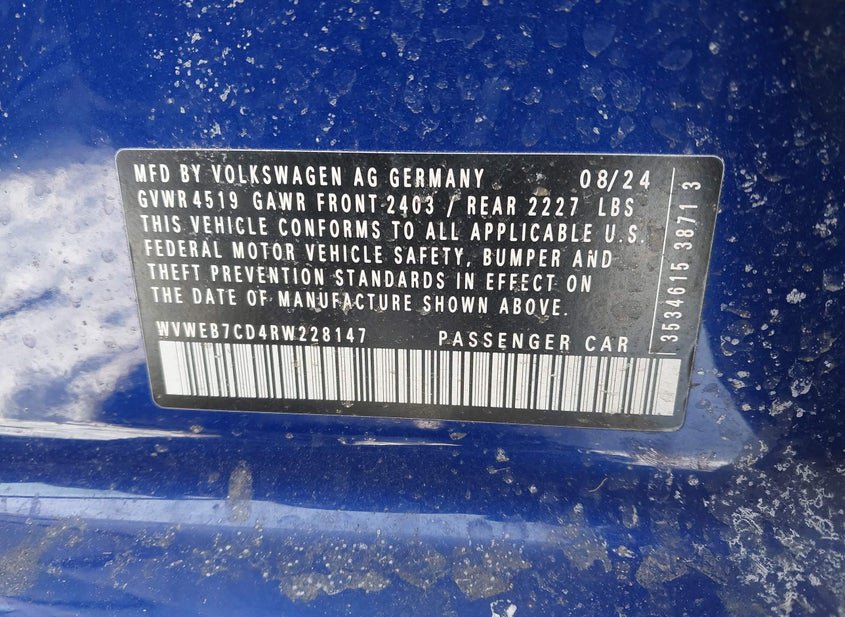 MFD BY VOLKSWAGEN AG GERMANY 08/24
GVWR 4519 GAWR FRONT 2403 / REAR 2227 LBS
THIS VEHICLE CONFORMS TO ALL APPLICABLE U.S.
FEDERAL MOTOR VEHICLE SAFETY, BUMPER AND
THEFT PREVENTION STANDARDS IN EFFECT ON
THE DATE OF MANUFACTURE SHOWN ABOVE.
WVWEB7CD4RW228147 PASSENGER CAR
3534615 3871 3